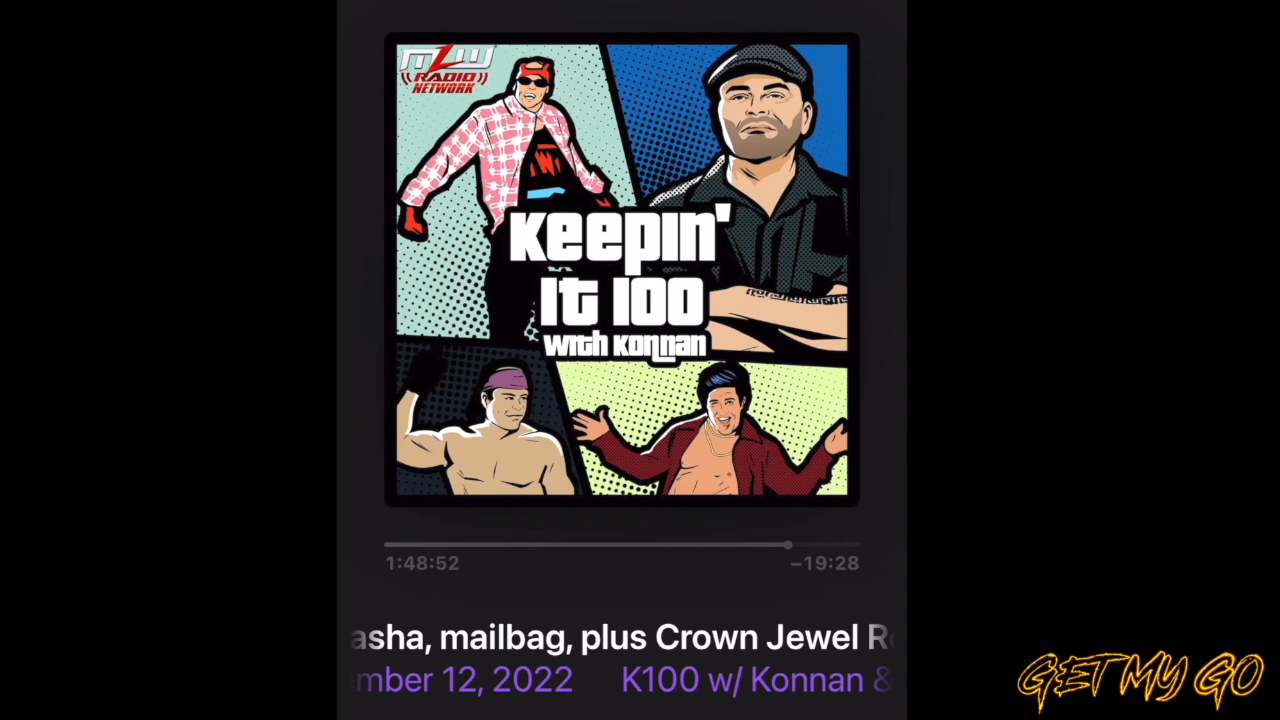 MLW
RADIO
NETWORK
Keepin'
It 100
with Konnan
1:48:52
−19:28
asha, mailbag, plus Crown Jewel R
mber 12, 2022 K100 w/ Konnan &
GET MY GO